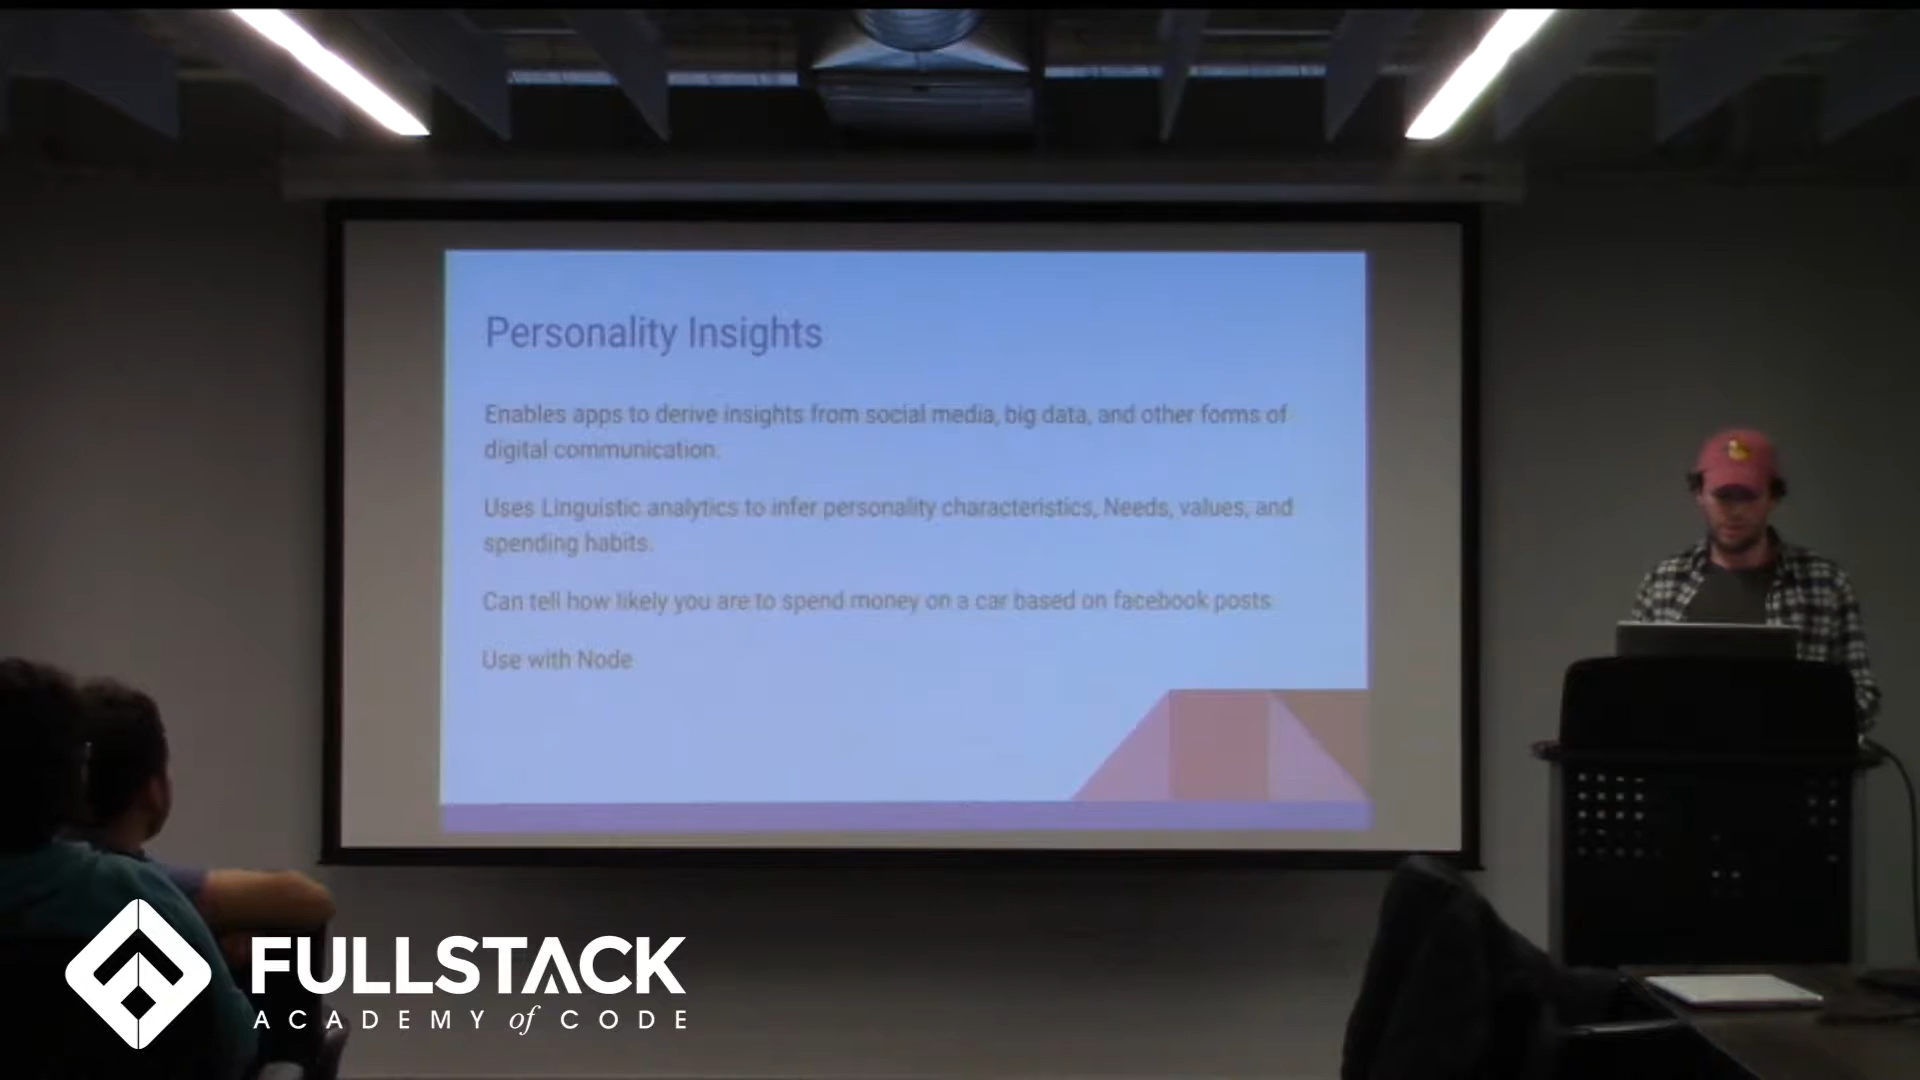 Personality Insights
Enables apps to derive insights from social media, big data, and other forms of
digital communication.
Uses Linguistic analytics to infer personality characteristics, Needs, values, and
spending habits.
Can tell how likely you are to spend money on a car based on facebook posts.
Use with Node
FULLSTACK
ACADEMY of CODE